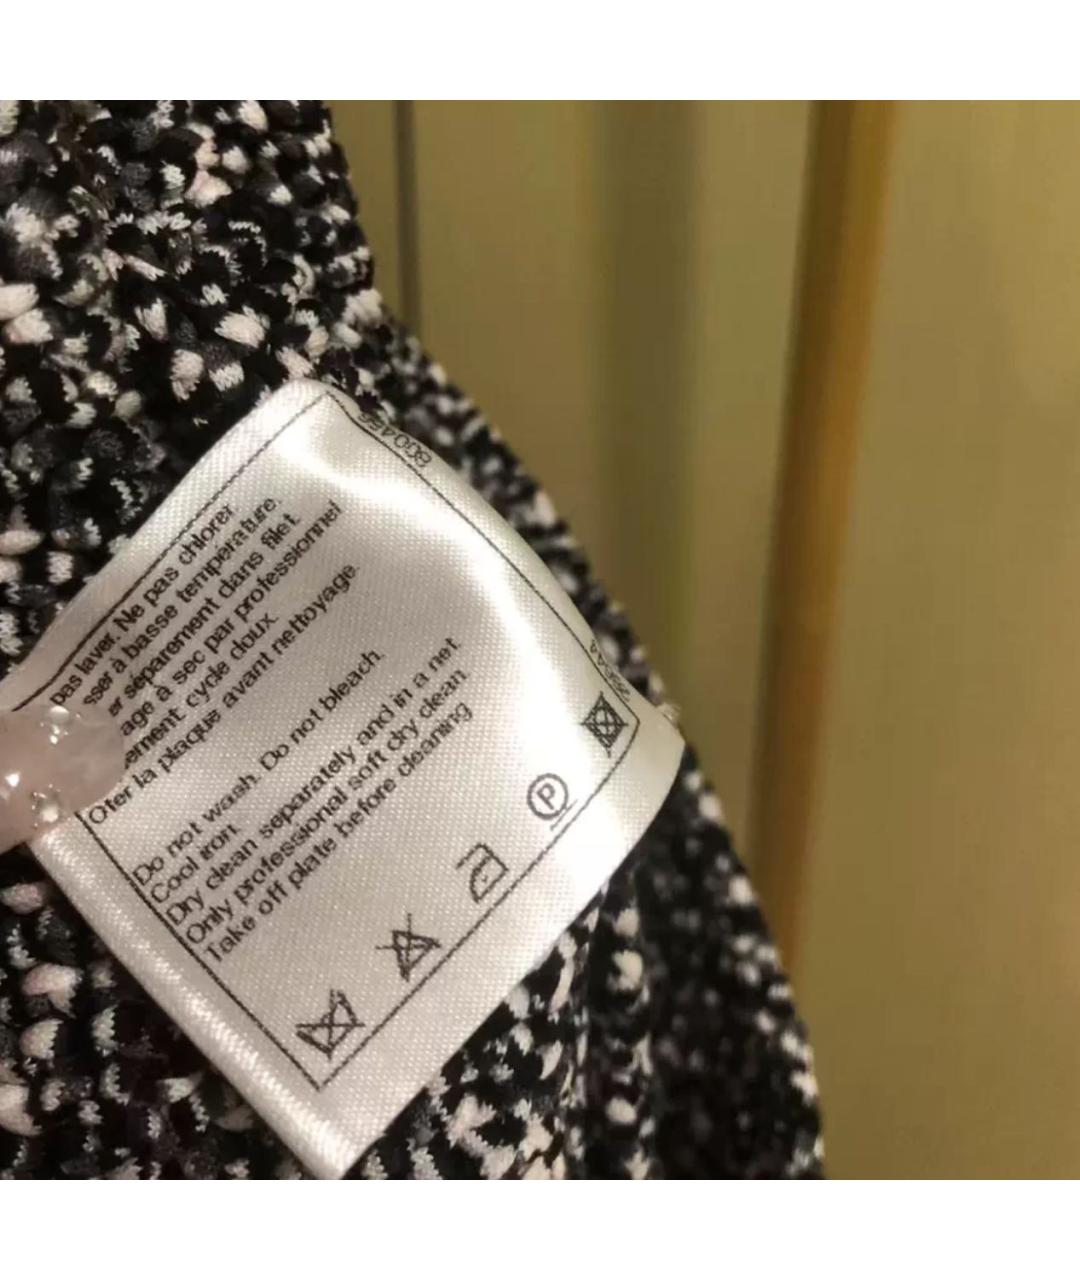 pas laver. Ne pas chlorer
sser à basse température.
er séparément dans filet.
age à sec par professionnel
ement cycle doux.
Oter la plaque avant nettoyage.
Do not wash. Do not bleach.
Cool iron.
Dry clean separately and in a net.
Only professional soft dry clean.
Take off plate before cleaning
P